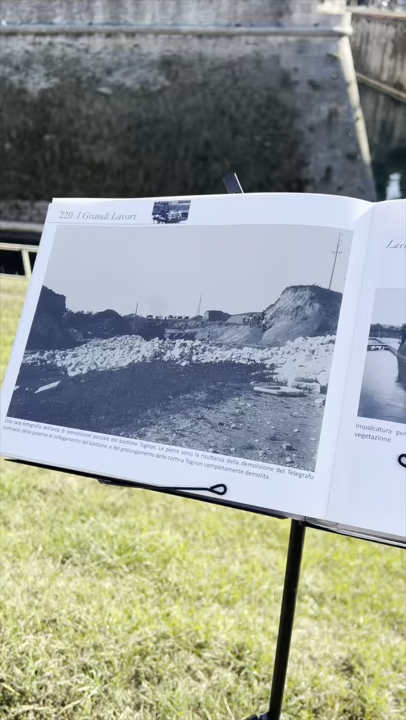 220. I Grandi Lavori
Una rara fotografia dell'area di demolizione parziale del bastione Tognon. Le pietre sono la risultanza della demolizione del Telegrafo
delle polveri e di collegamento del bastione, e del prolungamento della cortina Tognon completamente demolita.
Lav
Impalcatura per
vegetazione.